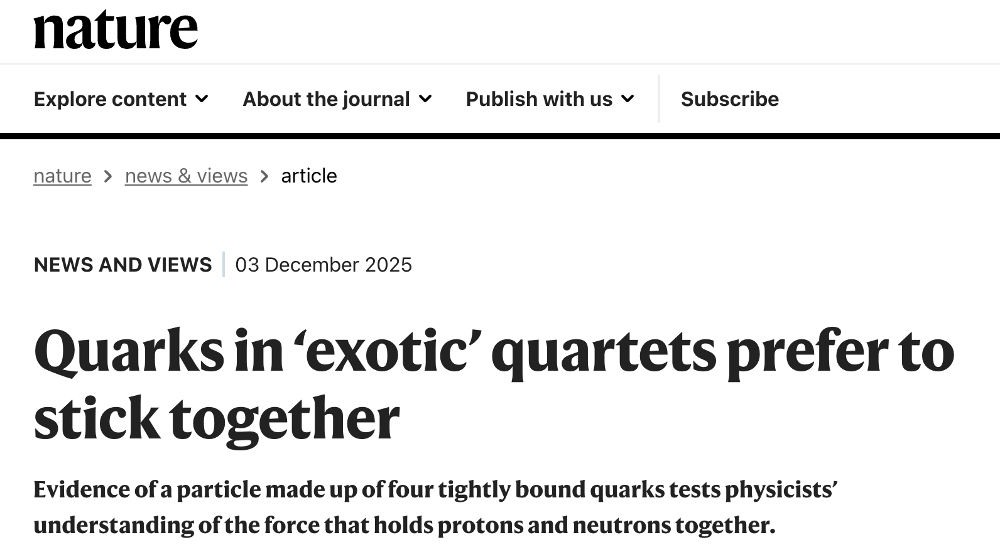 nature
Explore content About the journal Publish with us Subscribe
nature > news & views > article
NEWS AND VIEWS 03 December 2025
Quarks in ‘exotic’ quartets prefer to
stick together
Evidence of a particle made up of four tightly bound quarks tests physicists’
understanding of the force that holds protons and neutrons together.